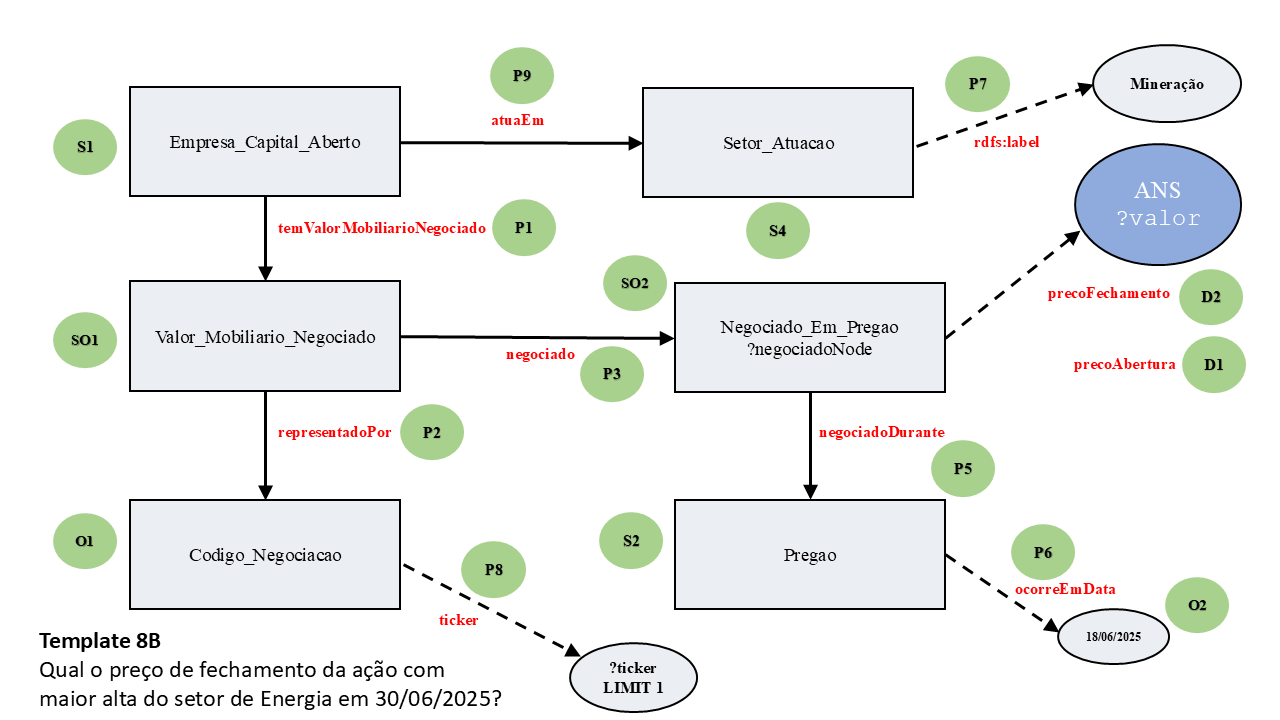 P9
P7
Mineração
atuaEm
S1
Empresa_Capital_Aberto
Setor_Atuacao
rdfs:label
ANS
?valor
temValorMobiliarioNegociado
P1
S4
SO2
precoFechamento
D2
SO1
Valor_Mobiliario_Negociado
Negociado_Em_Pregao
?negociadoNode
negociado
P3
precoAbertura
D1
representadoPor
P2
negociadoDurante
P5
O1
Codigo_Negociacao
S2
Pregao
P8
P6
ocorreEmData
ticker
O2
18/06/2025
Template 8B
Qual o preço de fechamento da ação com
maior alta do setor de Energia em 30/06/2025?
?ticker
LIMIT 1